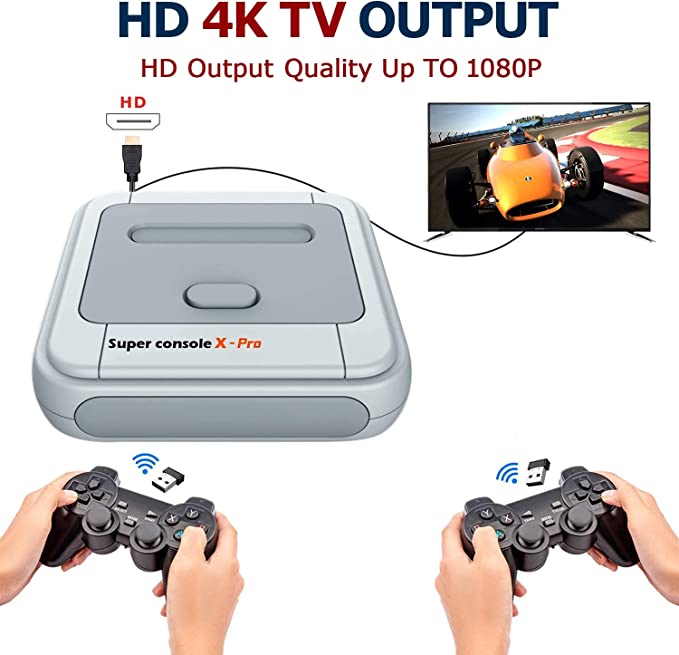 HD 4K TV OUTPUT
HD Output Quality Up TO 1080P
HD
Super console X-Pro
Y
X
Y
X